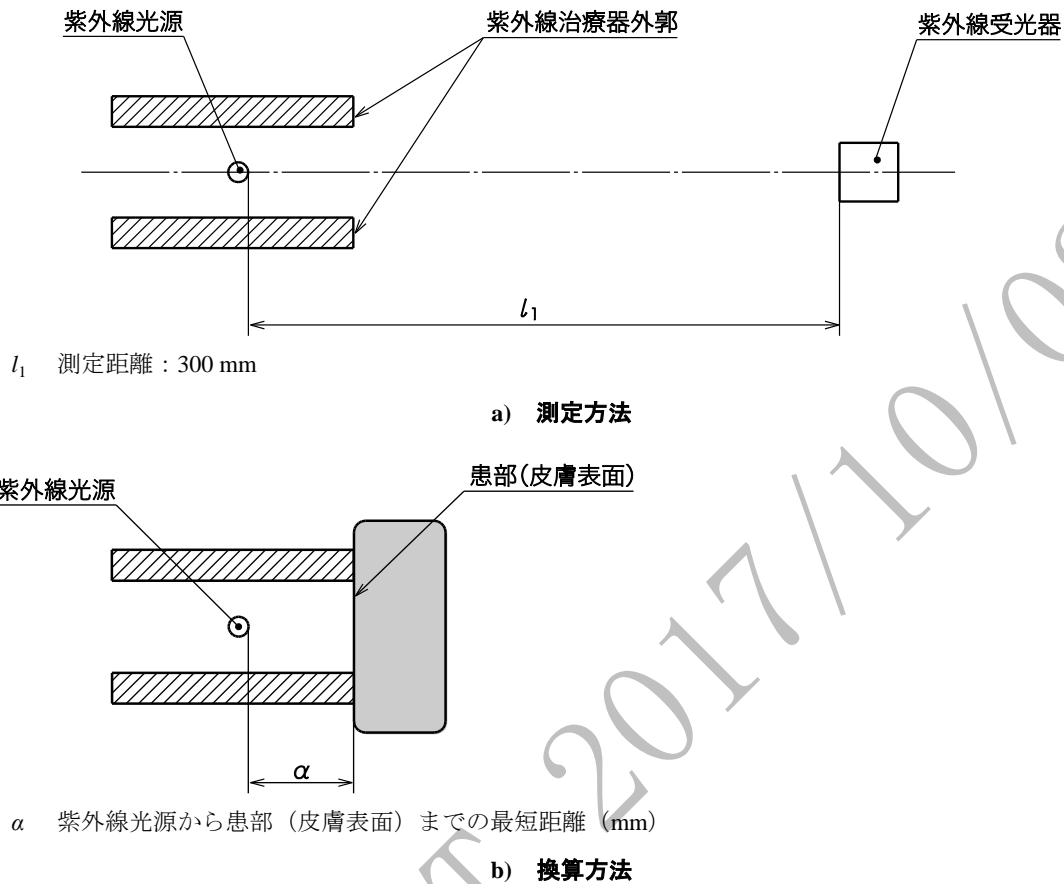 紫外線光源
紫外線治療器外郭
紫外線受光器
l₁
l₁ 測定距離：300 mm
a) 測定方法
患部(皮膚表面)
紫外線光源
α
α 紫外線光源から患部（皮膚表面）までの最短距離（mm）
b) 換算方法
2017/10/0